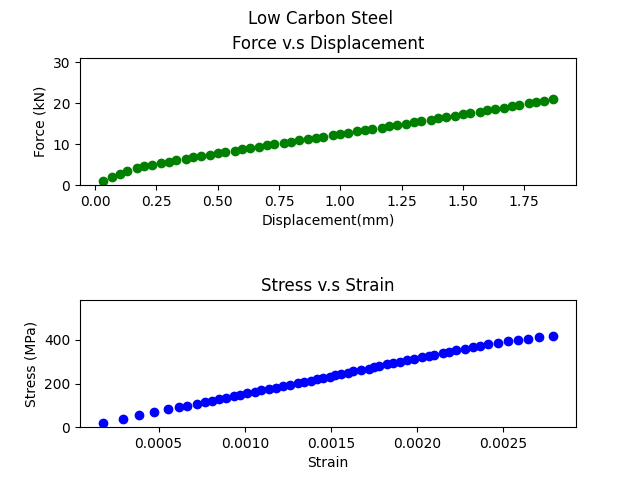 Low Carbon Steel
Force v.s Displacement
30
20
10
0
Force (kN)
0.00 0.25 0.50 0.75 1.00 1.25 1.50 1.75
Displacement(mm)
Stress v.s Strain
400
200
0
Stress (MPa)
0.0005 0.0010 0.0015 0.0020 0.0025
Strain